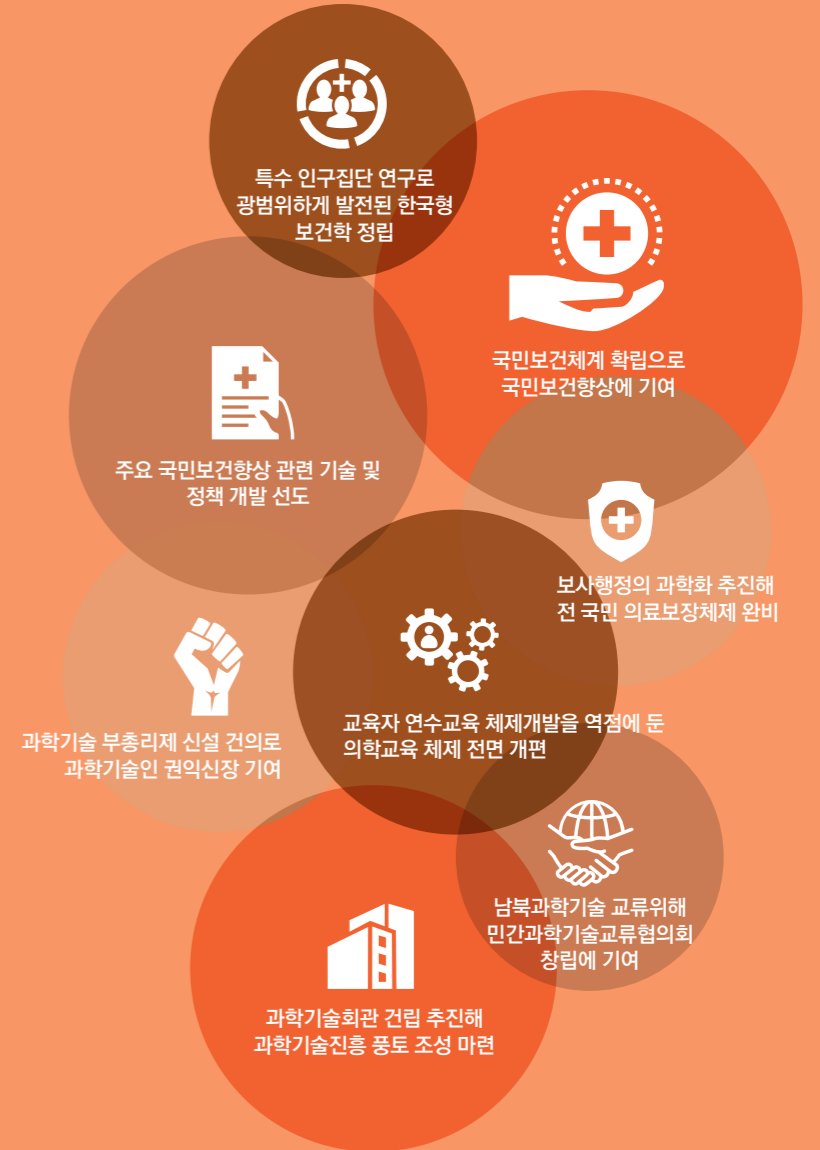 특수 인구집단 연구로
광범위하게 발전된 한국형
보건학 정립
국민보건체계 확립으로
국민보건향상에 기여
주요 국민보건향상 관련 기술 및
정책 개발 선도
보사행정의 과학화 추진해
전 국민 의료보장체제 완비
과학기술 부총리제 신설 건의로
과학기술인 권익신장 기여
교육자 연수교육 체제개발을 역점에 둔
의학교육 체제 전면 개편
남북과학기술 교류위해
민간과학기술교류협의회
창립에 기여
과학기술회관 건립 추진해
과학기술진흥 풍토 조성 마련